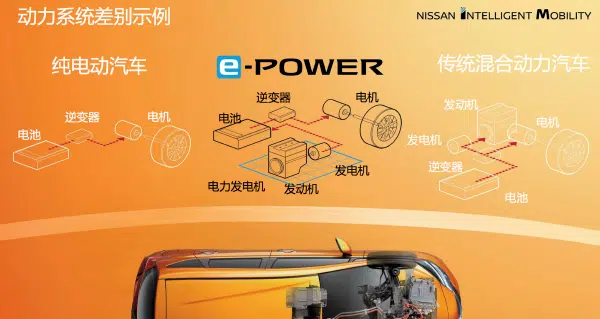 动力系统差别示例
NISSAN INTELLIGENT MOBILITY
纯电动汽车
电池
逆变器
电机
e-POWER
电池
逆变器
电机
电力发电机
发动机
发电机
传统混合动力汽车
发动机
发电机
电机
逆变器
电池